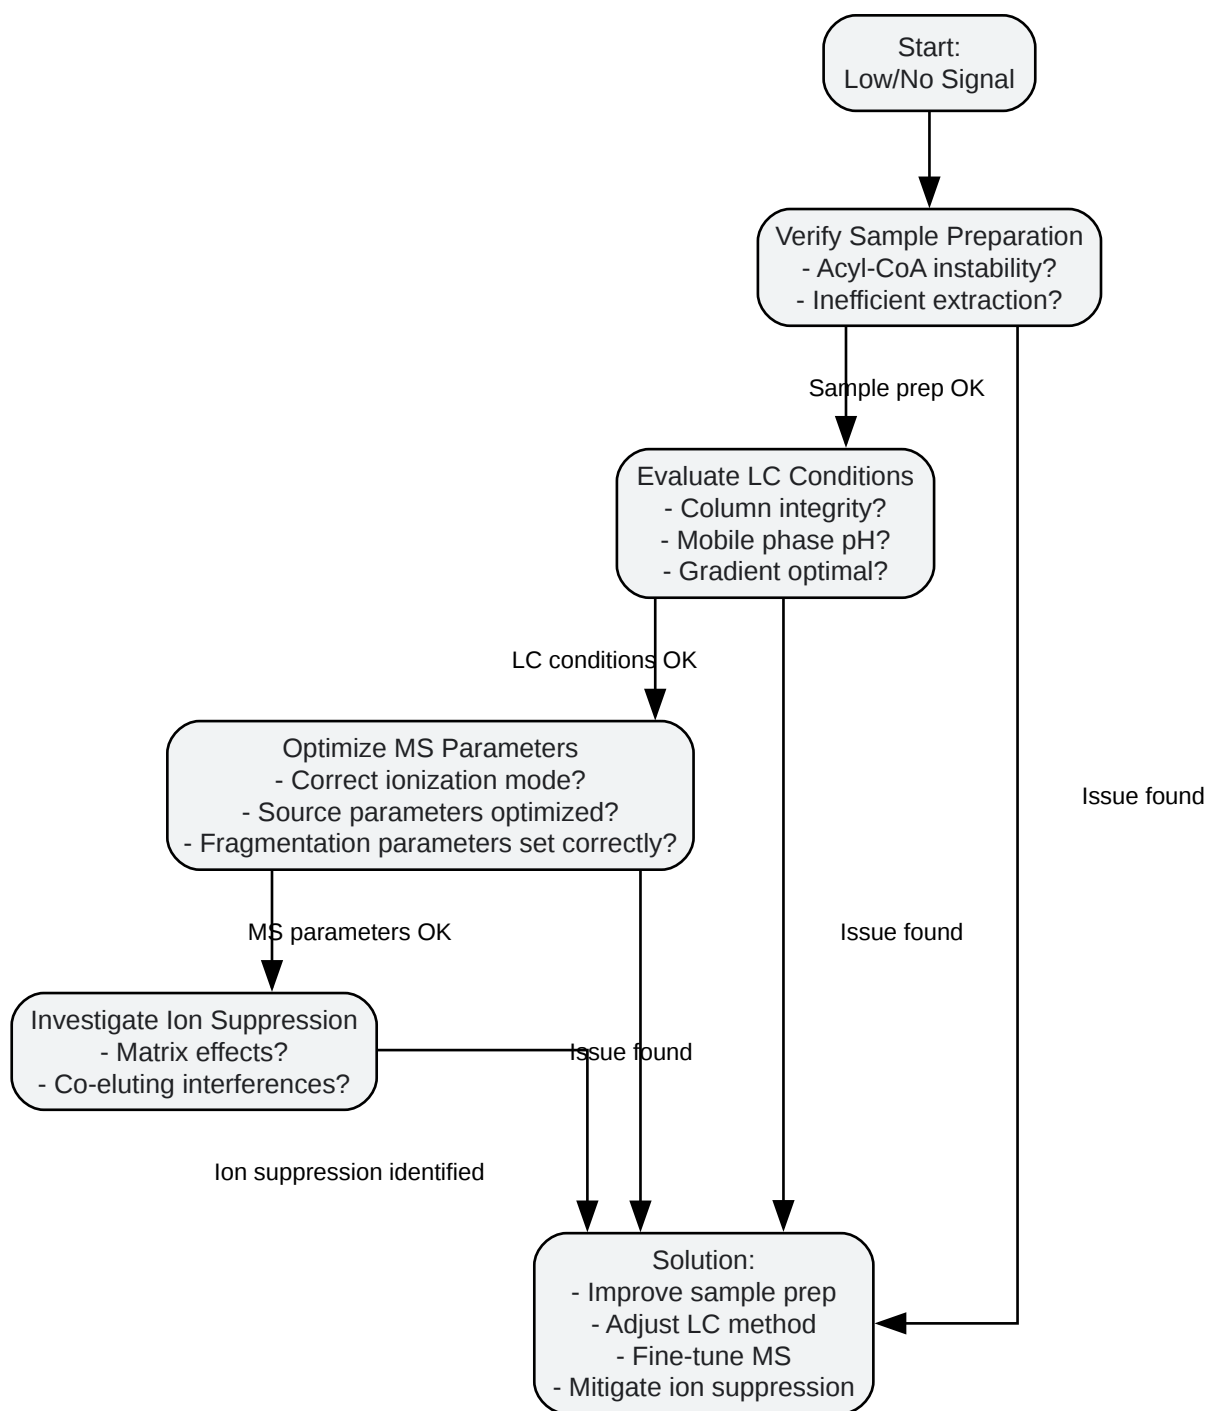 Start:
Low/No Signal
Verify Sample Preparation
- Acyl-CoA instability?
- Inefficient extraction?
Sample prep OK
Evaluate LC Conditions
- Column integrity?
- Mobile phase pH?
- Gradient optimal?
LC conditions OK
Optimize MS Parameters
- Correct ionization mode?
- Source parameters optimized?
- Fragmentation parameters set correctly?
Issue found
MS parameters OK
Issue found
Investigate Ion Suppression
- Matrix effects?
- Co-eluting interferences?
Issue found
Ion suppression identified
Solution:
- Improve sample prep
- Adjust LC method
- Fine-tune MS
- Mitigate ion suppression